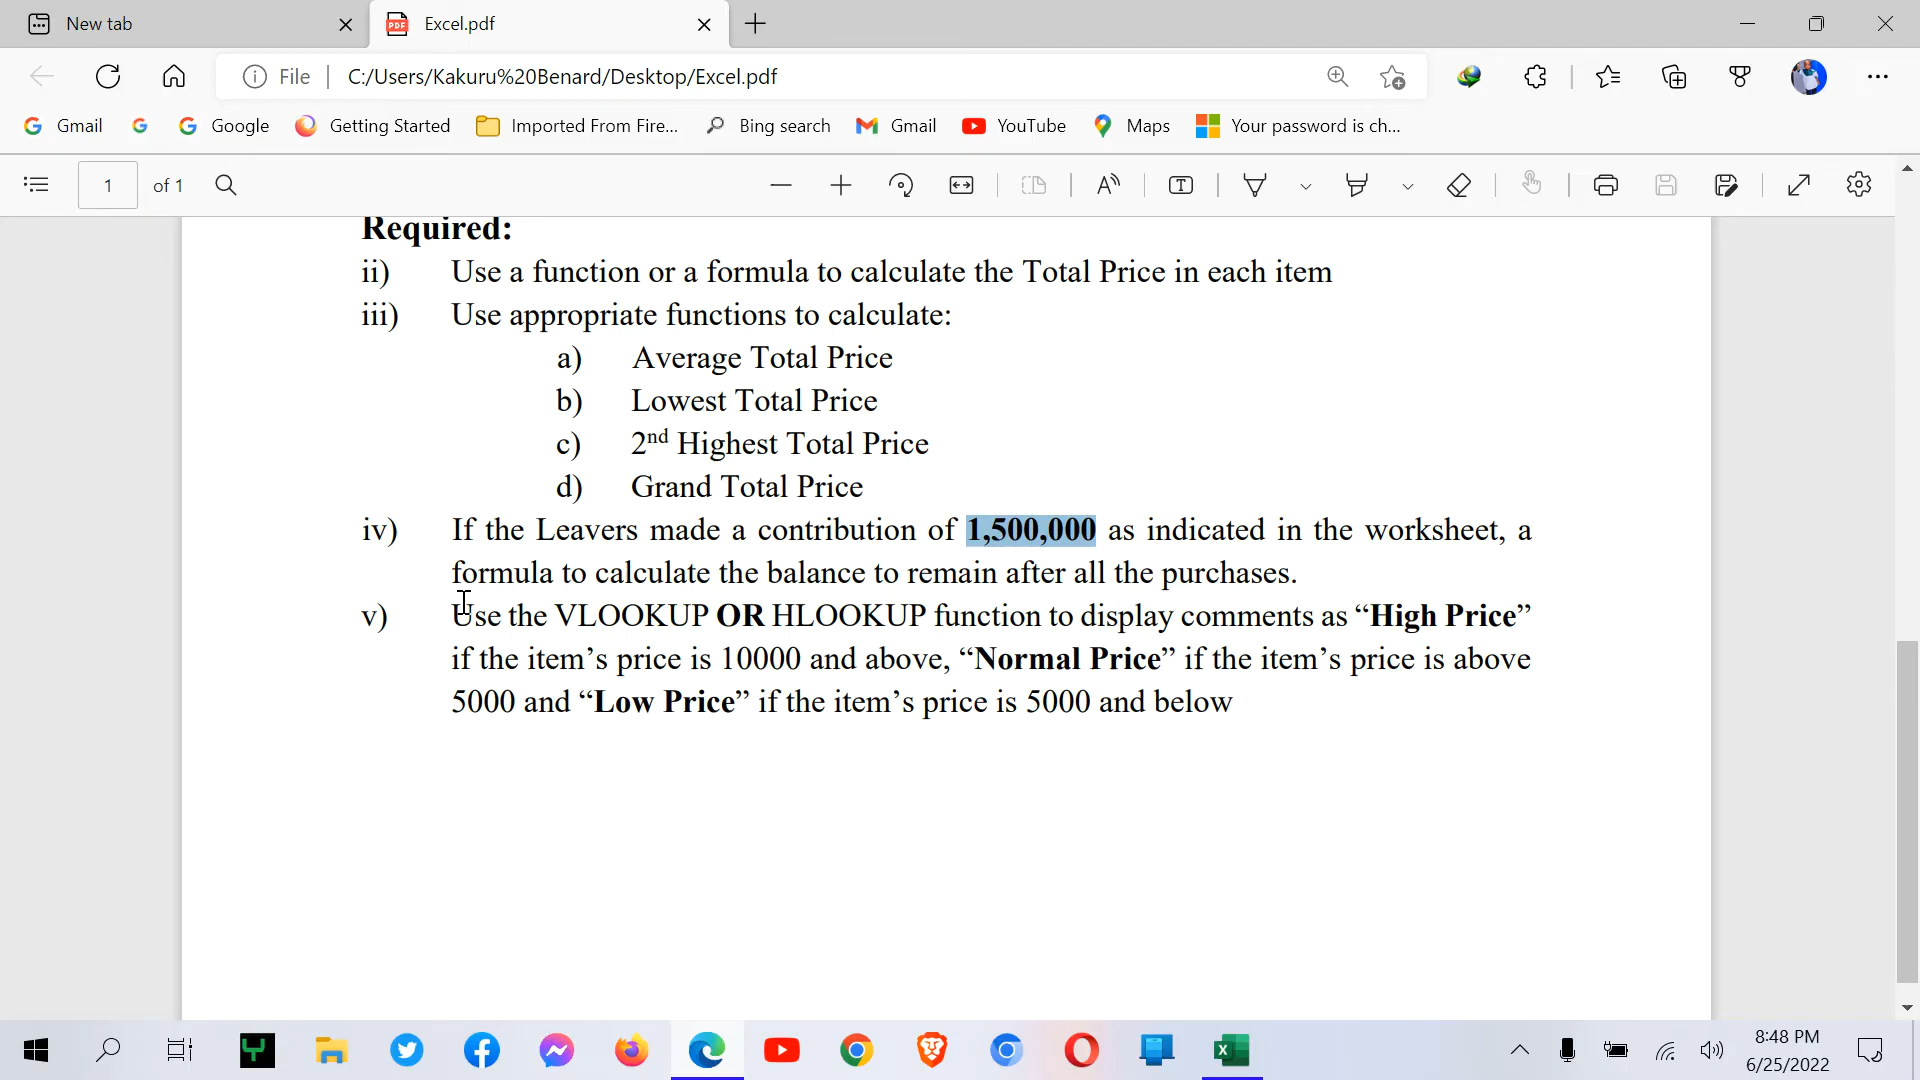 New tab
Excel.pdf
File
C:/Users/Kakuru%20Benard/Desktop/Excel.pdf
Gmail
Google
Getting Started
Imported From Fire...
Bing search
Gmail
YouTube
Maps
Your password is ch...
1
of 1
Required:
ii) Use a function or a formula to calculate the Total Price in each item
iii) Use appropriate functions to calculate:
a) Average Total Price
b) Lowest Total Price
c) 2nd Highest Total Price
d) Grand Total Price
iv) If the Leavers made a contribution of 1,500,000 as indicated in the worksheet, a
formula to calculate the balance to remain after all the purchases.
v) Use the VLOOKUP OR HLOOKUP function to display comments as “High Price”
if the item’s price is 10000 and above, “Normal Price” if the item’s price is above
5000 and “Low Price” if the item’s price is 5000 and below
8:48 PM
6/25/2022